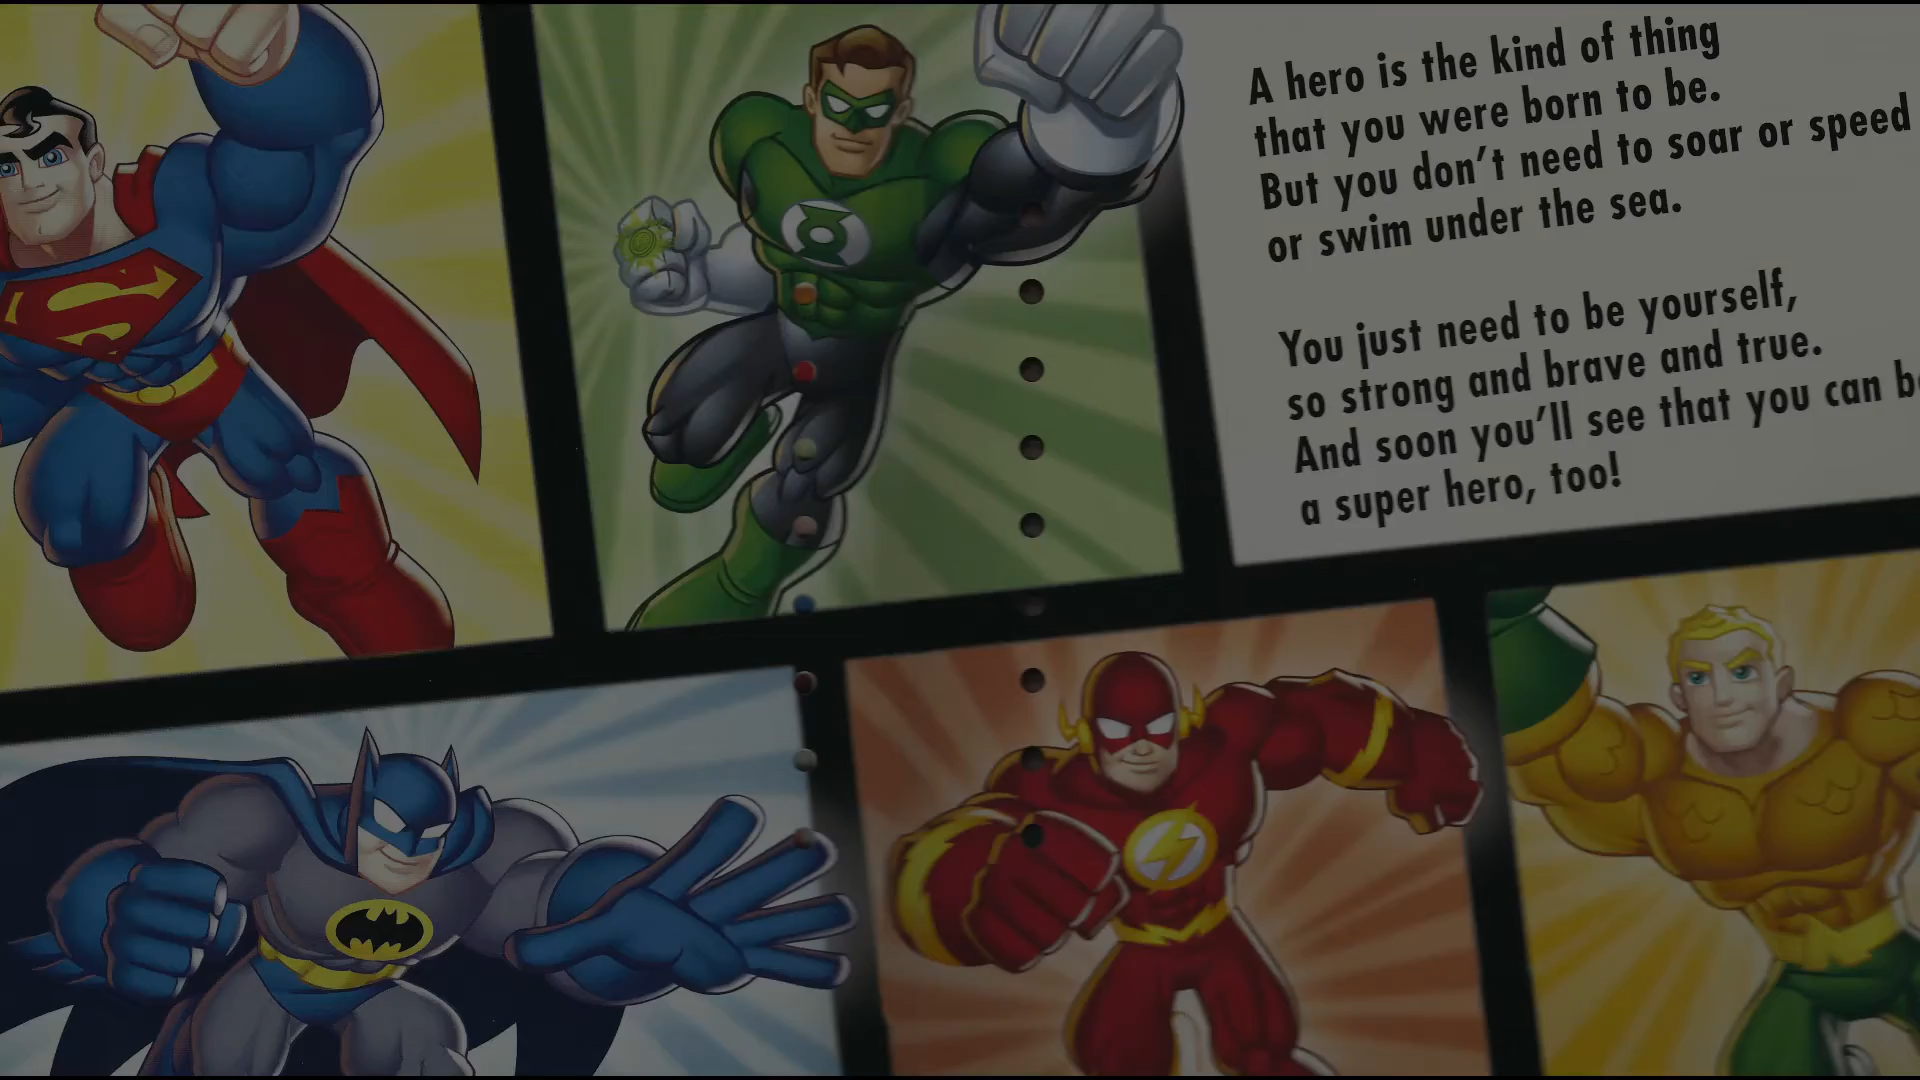 A hero is the kind of thing
that you were born to be.
But you don't need to soar or speed
or swim under the sea.
You just need to be yourself,
so strong and brave and true.
And soon you'll see that you can
a super hero, too!